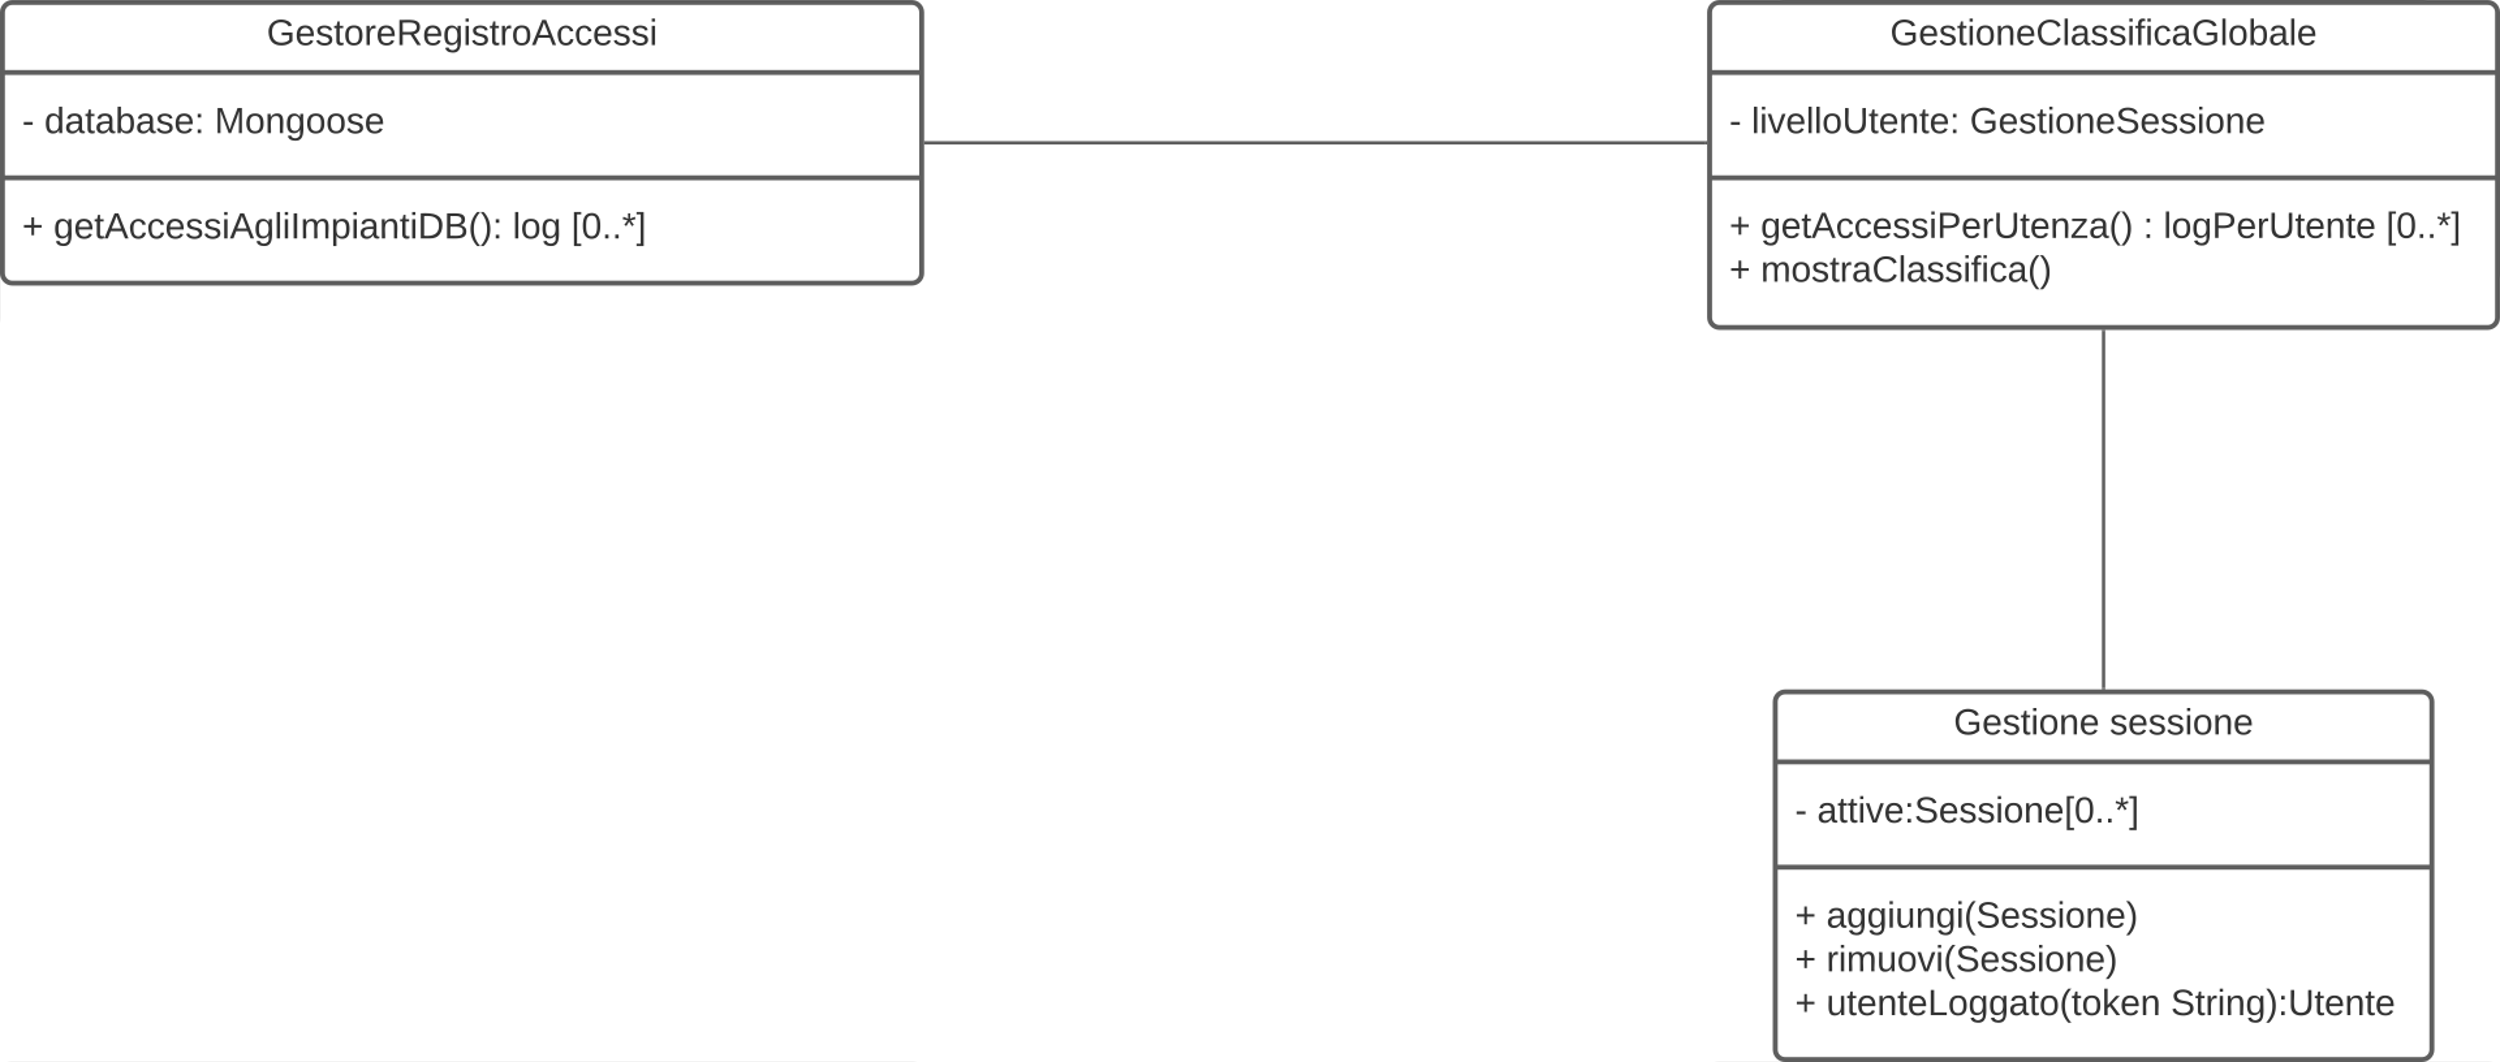 GestoreRegistroAccessi
- database: Mongoose
+ getAccessiAgliImpiantiDB(): log [0..*]
GestioneClassificaGlobale
- livelloUtente: GestioneSessione
+ getAccessiPerUtenza() : logPerUtente [0..*]
+ mostraClassifica()
Gestione sessione
- attive:Sessione[0..*]
+ aggiungi(Sessione)
+ rimuovi(Sessione)
+ utenteLoggato(token String):Utente